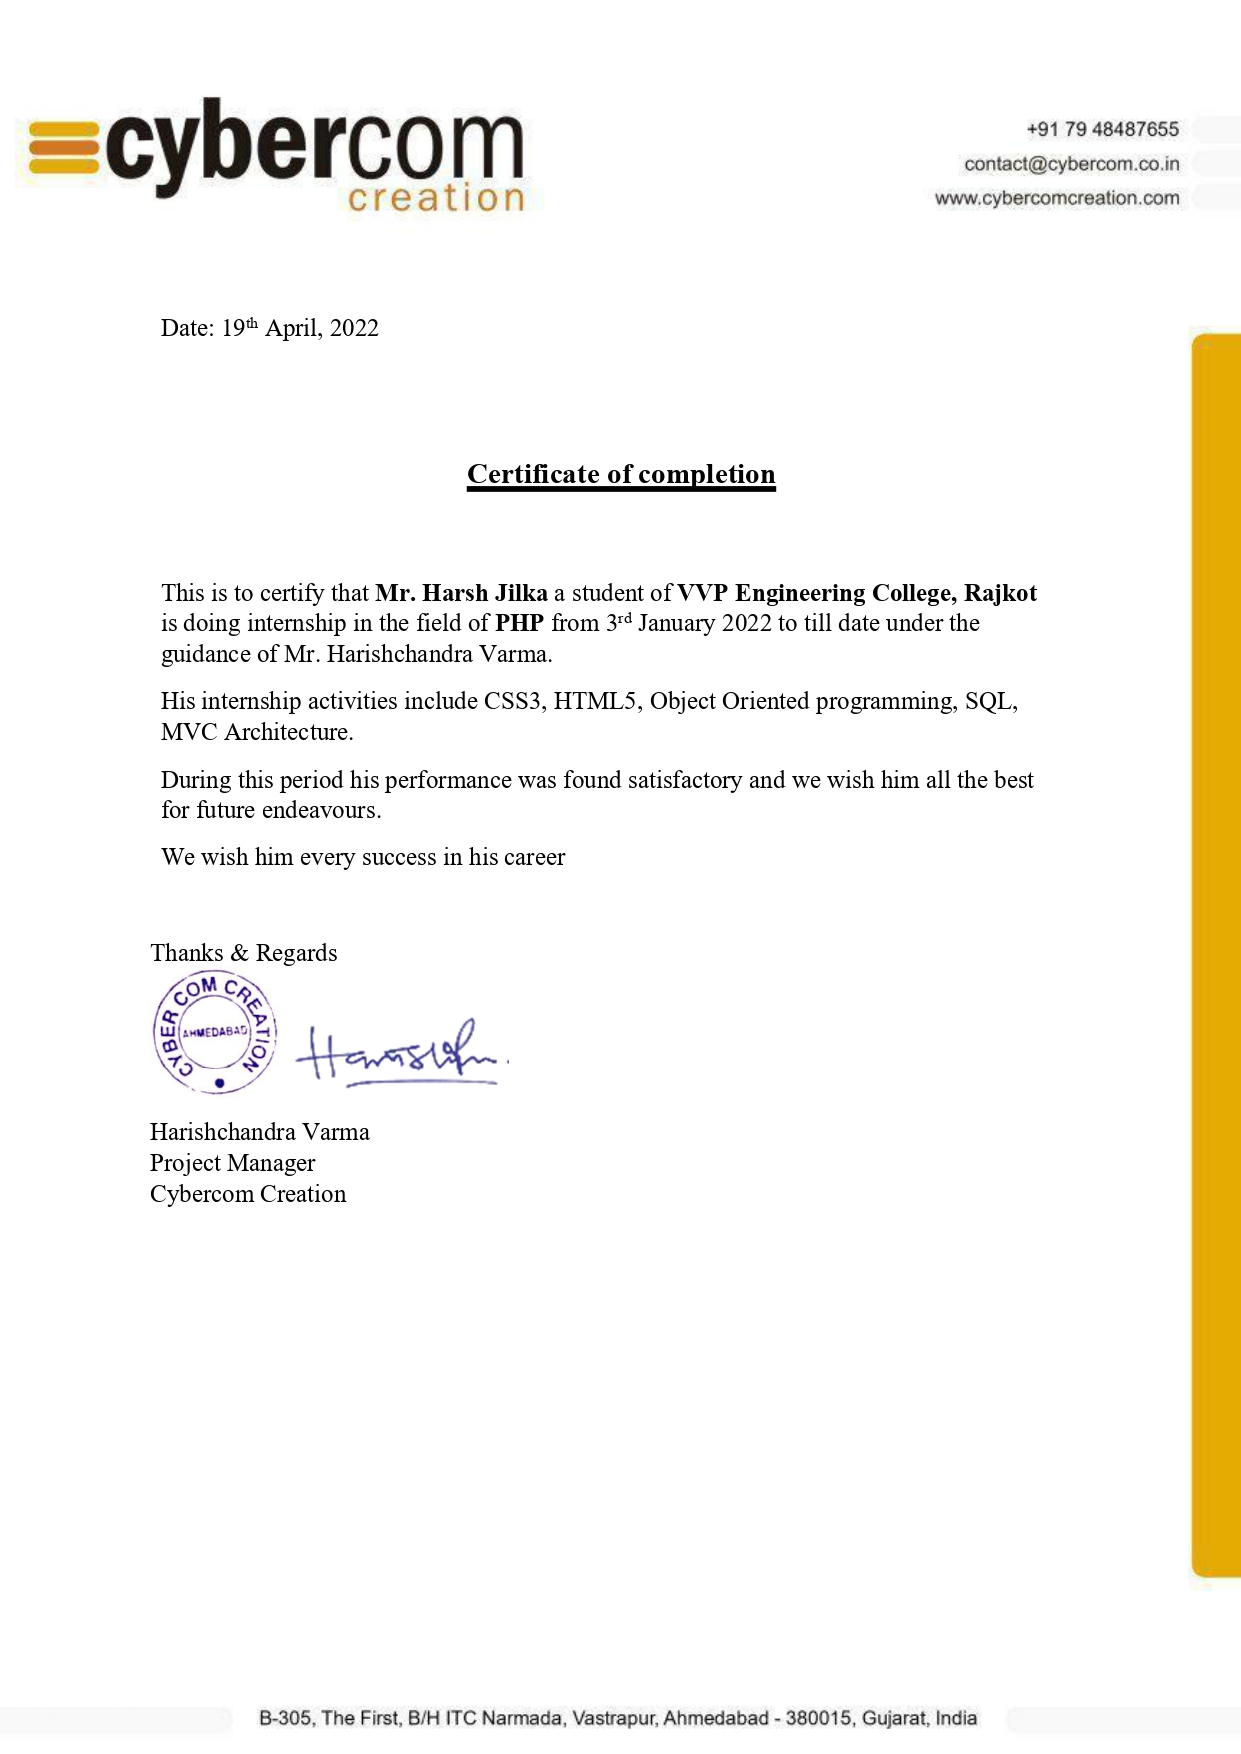 cybercom
creation
+91 79 48487655
contact@cybercom.co.in
www.cybercomcreation.com
Date: 19th April, 2022
Certificate of completion
This is to certify that Mr. Harsh Jilka a student of VVP Engineering College, Rajkot
is doing internship in the field of PHP from 3rd January 2022 to till date under the
guidance of Mr. Harishchandra Varma.
His internship activities include CSS3, HTML5, Object Oriented programming, SQL,
MVC Architecture.
During this period his performance was found satisfactory and we wish him all the best
for future endeavours.
We wish him every success in his career
Thanks & Regards
CYBER COM CREATION
AHMEDABAD
Harishchandra Varma
Project Manager
Cybercom Creation
B-305, The First, B/H ITC Narmada, Vastrapur, Ahmedabad - 380015, Gujarat, India